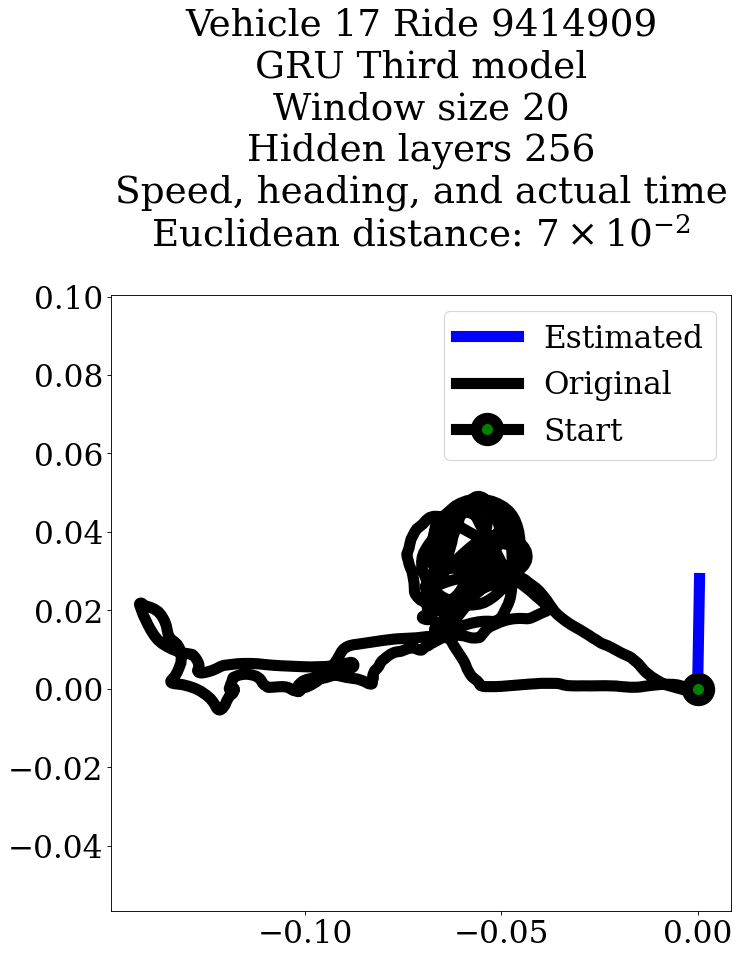 Vehicle 17 Ride 9414909
GRU Third model
Window size 20
Hidden layers 256
Speed, heading, and actual time
Euclidean distance: 7 × 10⁻²
0.10
0.08
0.06
0.04
0.02
0.00
−0.02
−0.04
Estimated
Original
Start
−0.10
−0.05
0.00